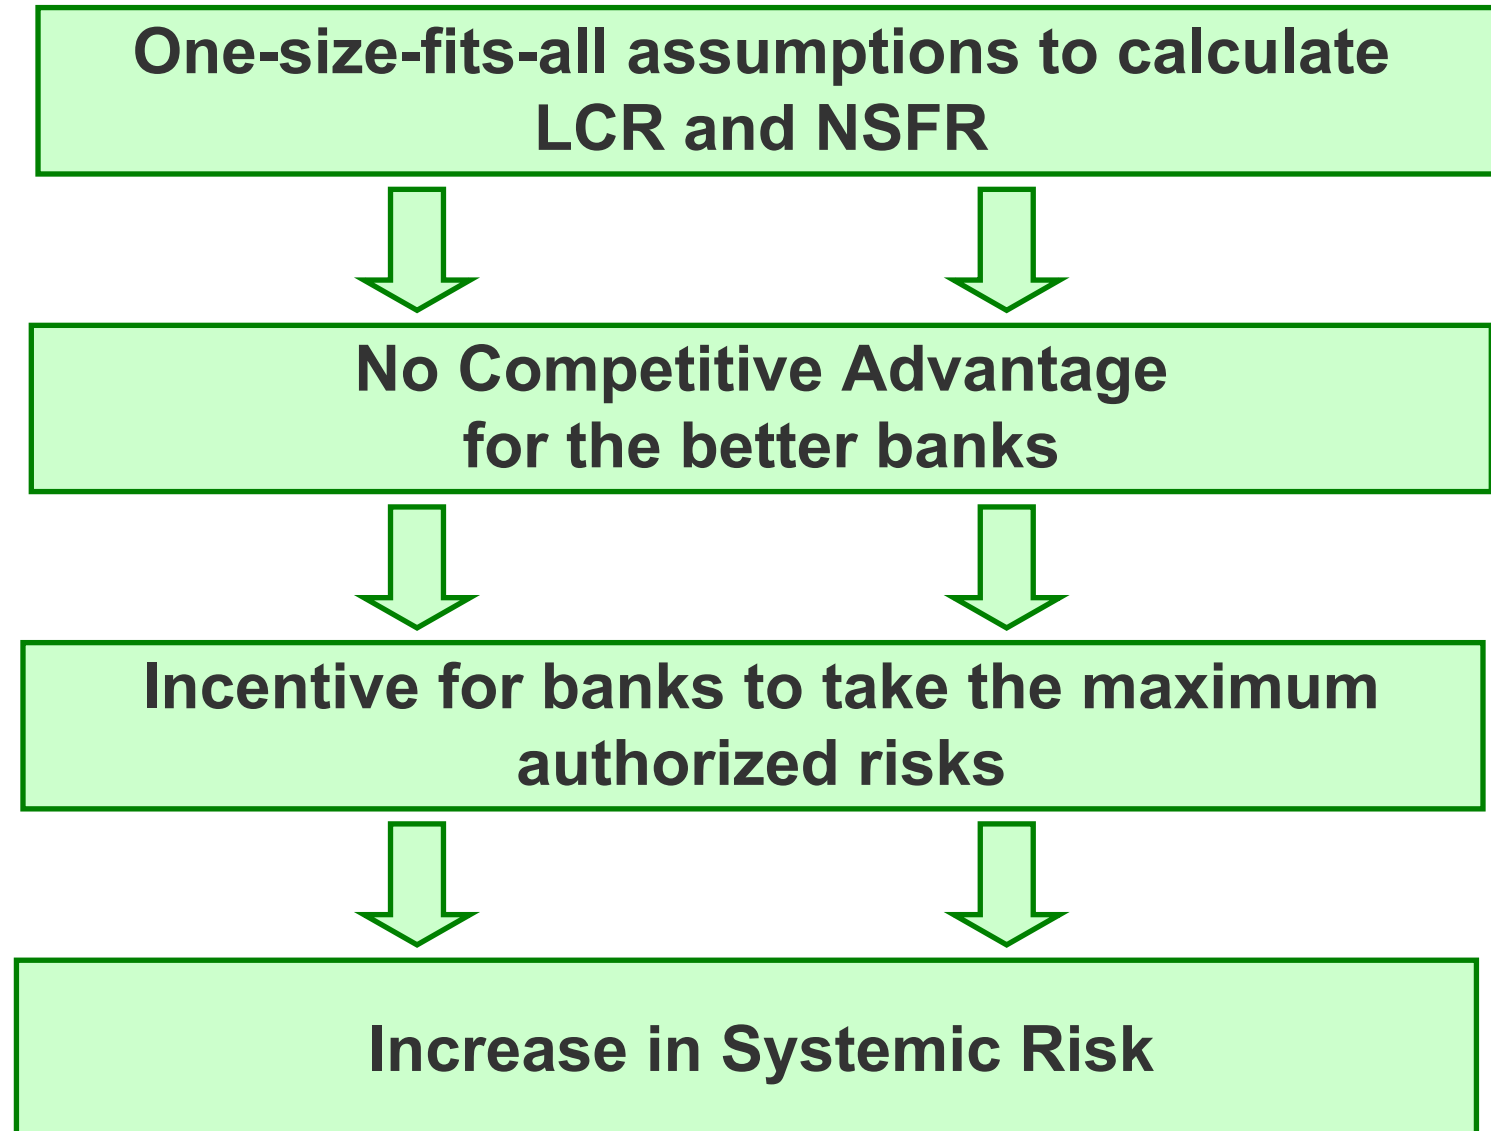 One-size-fits-all assumptions to calculate
LCR and NSFR
No Competitive Advantage
for the better banks
Incentive for banks to take the maximum
authorized risks
Increase in Systemic Risk